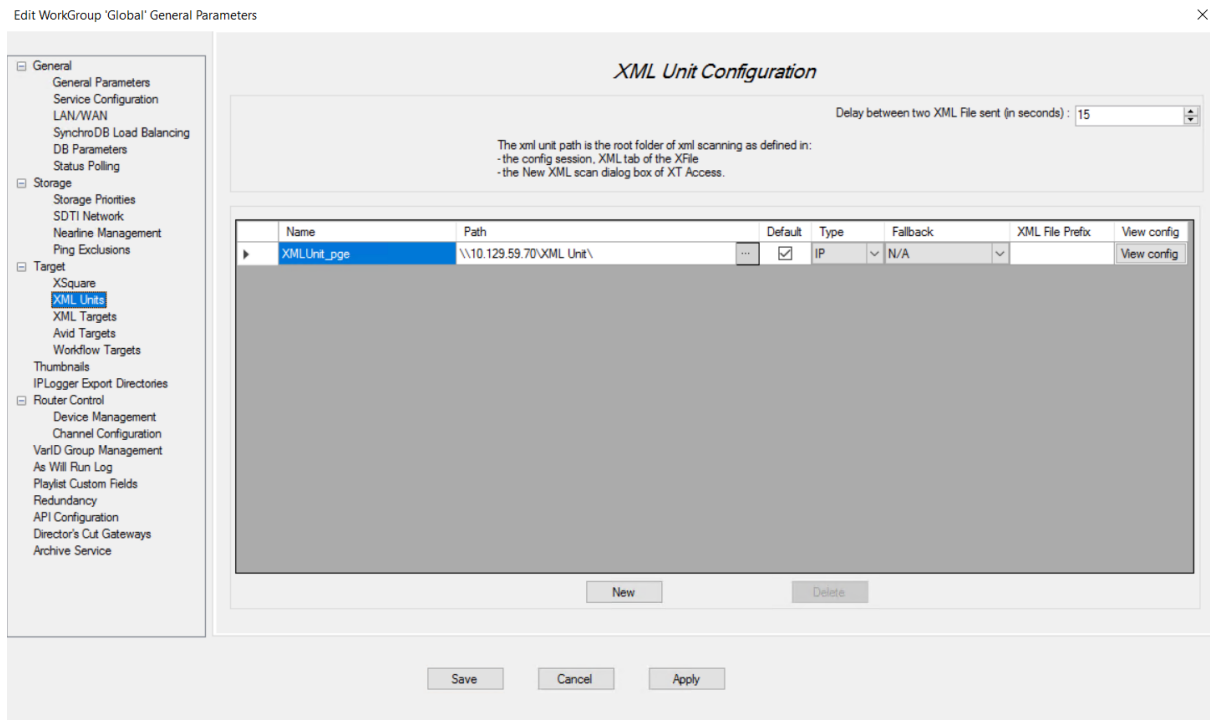 Edit WorkGroup 'Global' General Parameters
General
General Parameters
Service Configuration
LAN/WAN
SynchroDB Load Balancing
DB Parameters
Status Polling
Storage
Storage Priorities
SDTI Network
Nearline Management
Ping Exclusions
Target
XSquare
XML Units
XML Targets
Avid Targets
Workflow Targets
Thumbnails
IPLogger Export Directories
Router Control
Device Management
Channel Configuration
VarID Group Management
As Will Run Log
Playlist Custom Fields
Redundancy
API Configuration
Director's Cut Gateways
Archive Service
XML Unit Configuration
Delay between two XML File sent (in seconds) : 15
The xml unit path is the root folder of xml scanning as defined in:
- the config session, XML tab of the XFile
- the New XML scan dialog box of XT Access.
Name Path Default Type Fallback XML File Prefix View config
XMLUnit_pge \\10.129.59.70\XML Unit\ ... IP N/A View config
New Delete
Save Cancel Apply